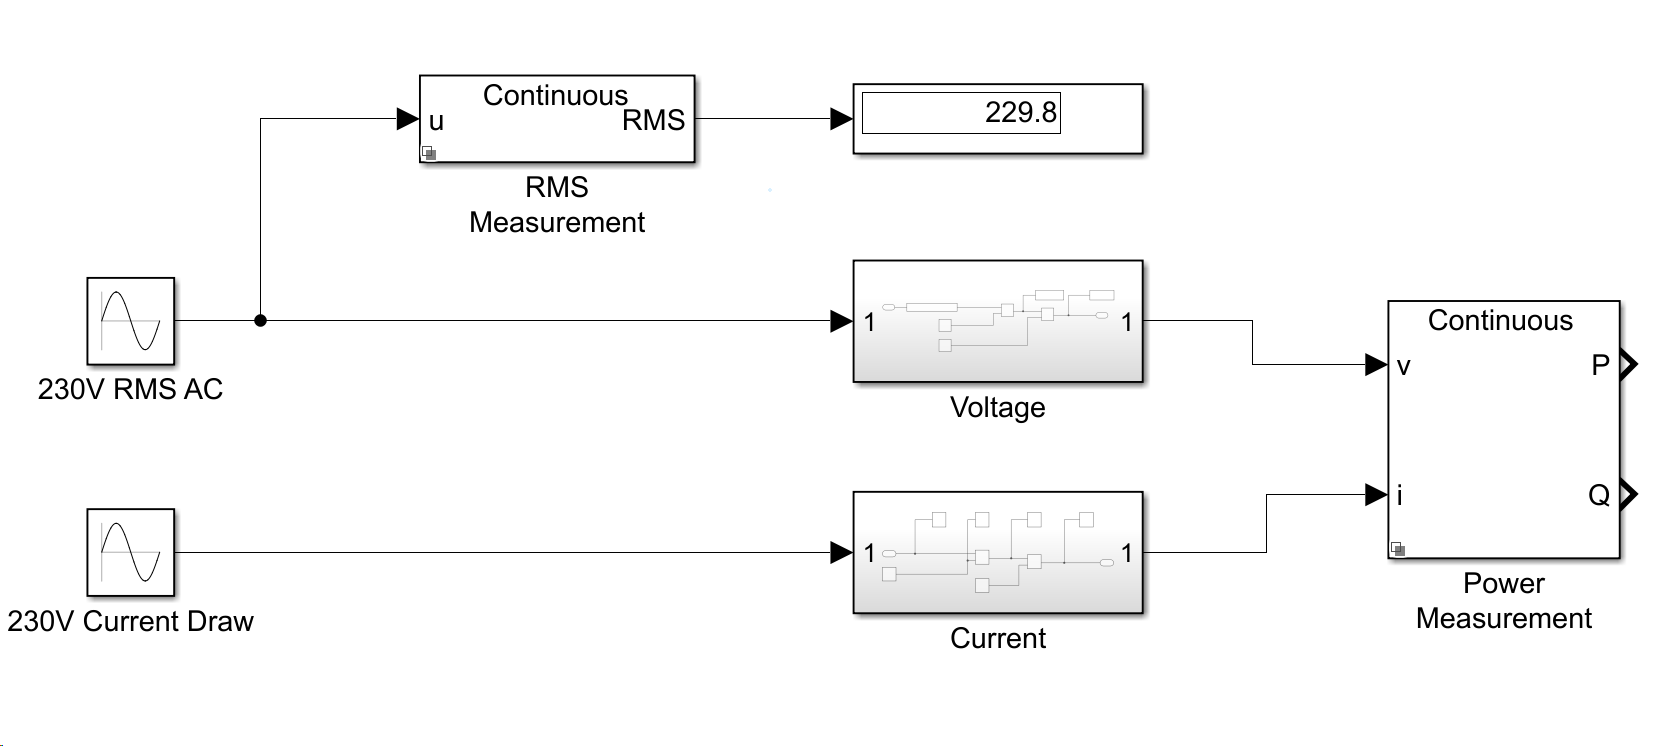 Continuous
u
RMS
229.8
RMS
Measurement
230V RMS AC
1
1
Voltage
Continuous
v
P
i
Q
Power
Measurement
230V Current Draw
1
1
Current